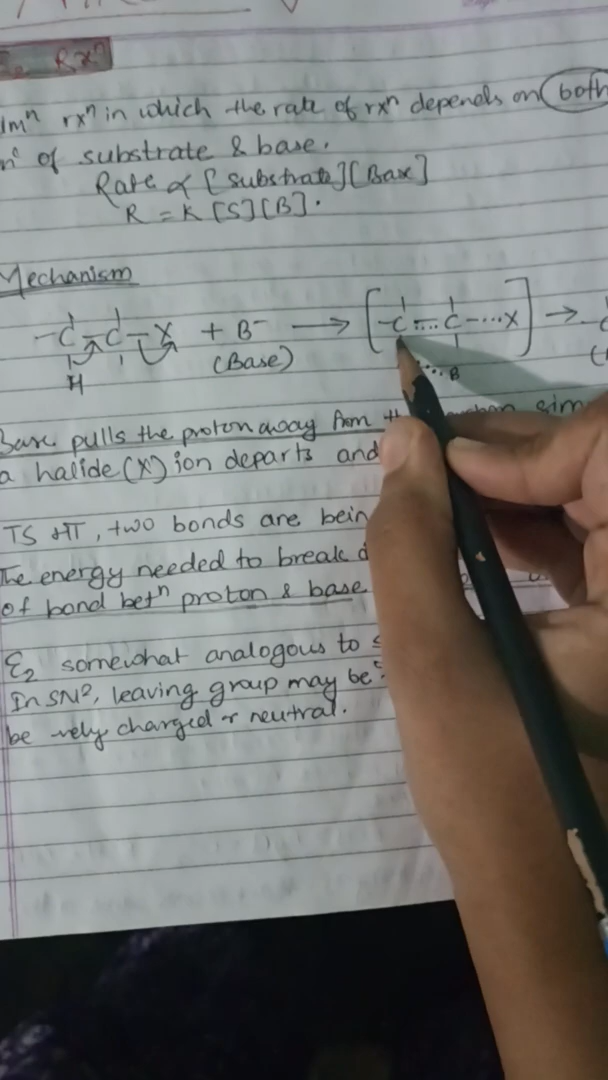 E₂ Rxⁿ
rxⁿ in which the rate of rxⁿ depends on both
of substrate & base.
Rate ∝ [substrate][Base]
R = K [S][B].
Mechanism
-C-C-X + B⁻ → [-C....C-...X] →
H (Base) ...B
Base pulls the proton away from
a halide (X) ion departs and
TS, two bonds are
The energy needed to break
of bond betⁿ proton & base
E₂ somewhat analogous to
In SN², leaving group may be
be vely charged or neutral.